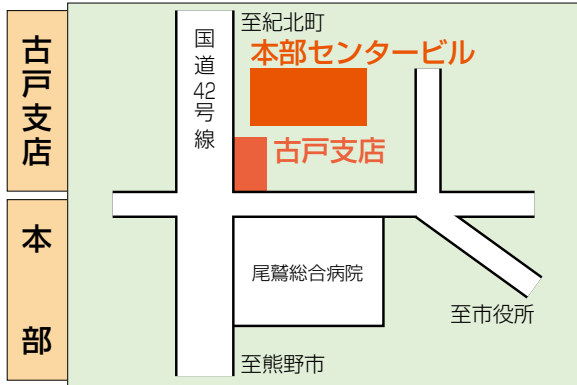 古戸支店
本部
国道42号線
至紀北町
本部センタービル
古戸支店
尾鷲総合病院
至市役所
至熊野市